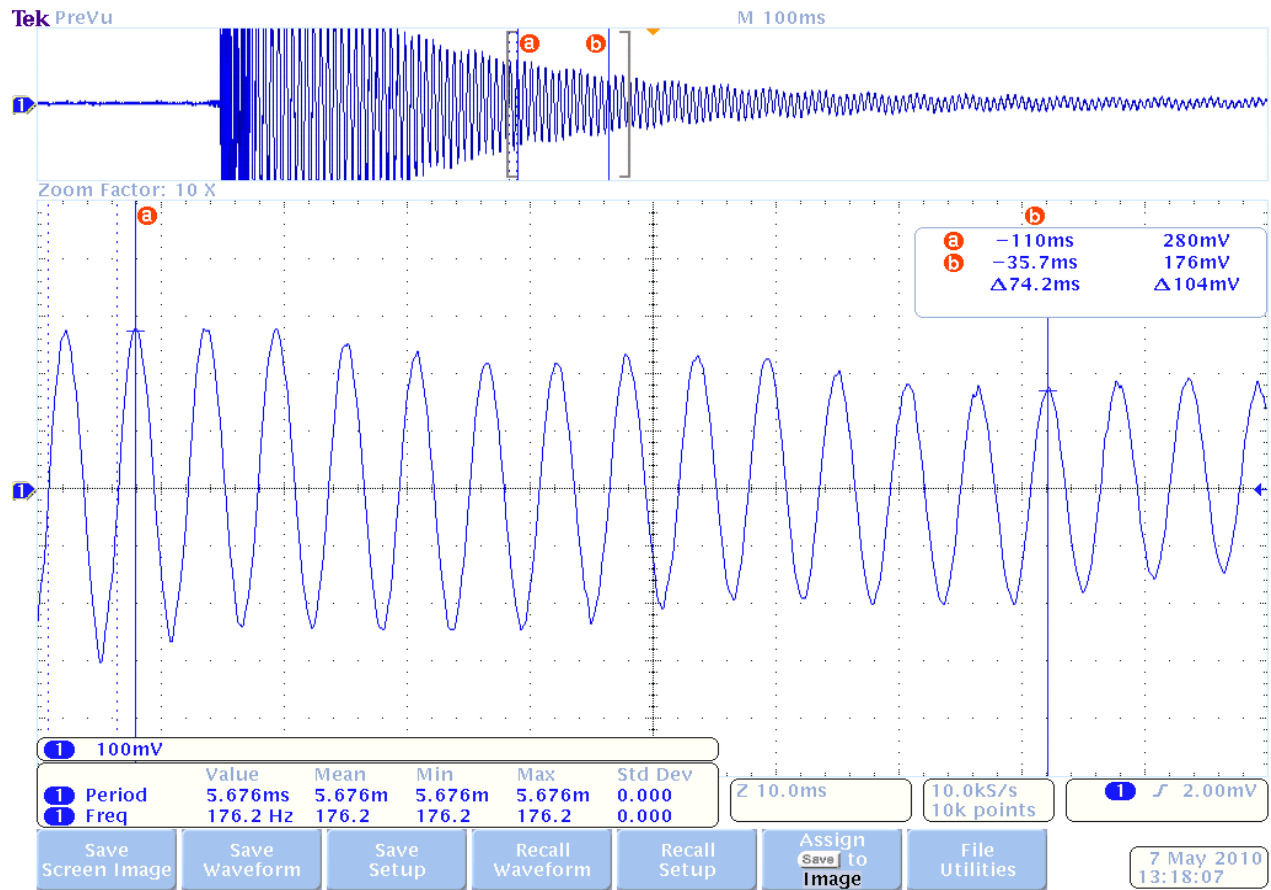 Tek PreVu M 100ms
a b
1
Zoom Factor: 10 X
a b
a −110ms 280mV
b −35.7ms 176mV
Δ74.2ms Δ104mV
1
1 100mV
Value Mean Min Max Std Dev
1 Period 5.676ms 5.676m 5.676m 5.676m 0.000
1 Freq 176.2 Hz 176.2 176.2 176.2 0.000
Z 10.0ms
10.0kS/s
10k points
1 2.00mV
Save
Screen Image
Save
Waveform
Save
Setup
Recall
Waveform
Recall
Setup
Assign
Save to
Image
File
Utilities
7 May 2010
13:18:07